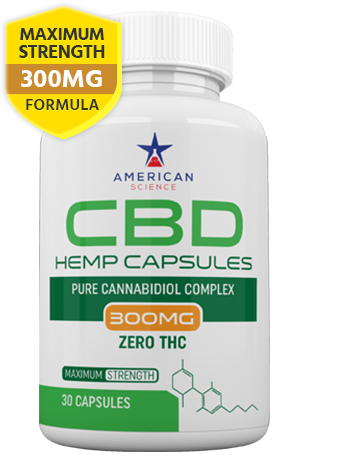 MAXIMUM
STRENGTH
300MG
FORMULA
AMERICAN
SCIENCE
CBD
HEMP CAPSULES
PURE CANNABIDIOL COMPLEX
300MG
ZERO THC
MAXIMUM STRENGTH
30 CAPSULES